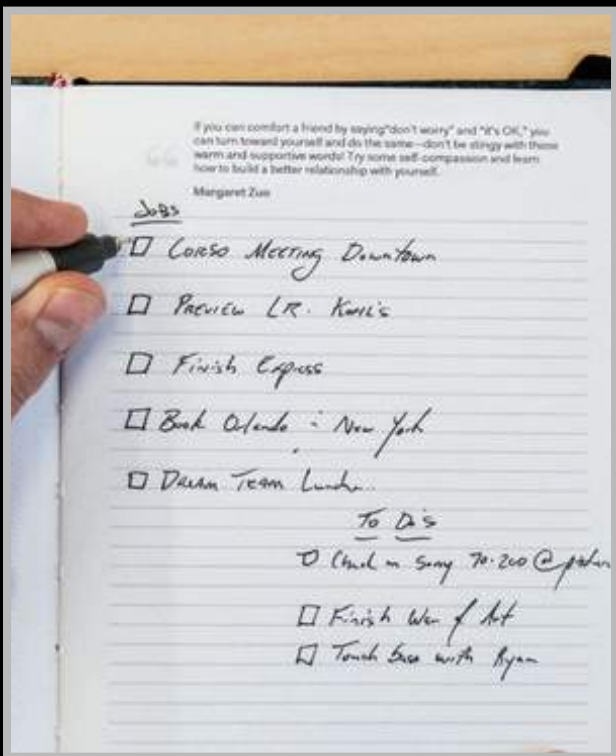 If you can comfort a friend by saying "don't worry" and "it's OK," you
can turn toward yourself and do the same—don't be stingy with those
warm and supportive words! Try some self-compassion and learn
how to build a better relationship with yourself.
Margaret Zuo
JOBS
CORSO MEETING Downtown
PREVIEW LR. KOHL'S
Finish Express
Book Orlando & New York
DREAM TEAM Lunch
TO DO'S
Check on Sony 70-200 @
Finish War of Art
Touch base with Ryan